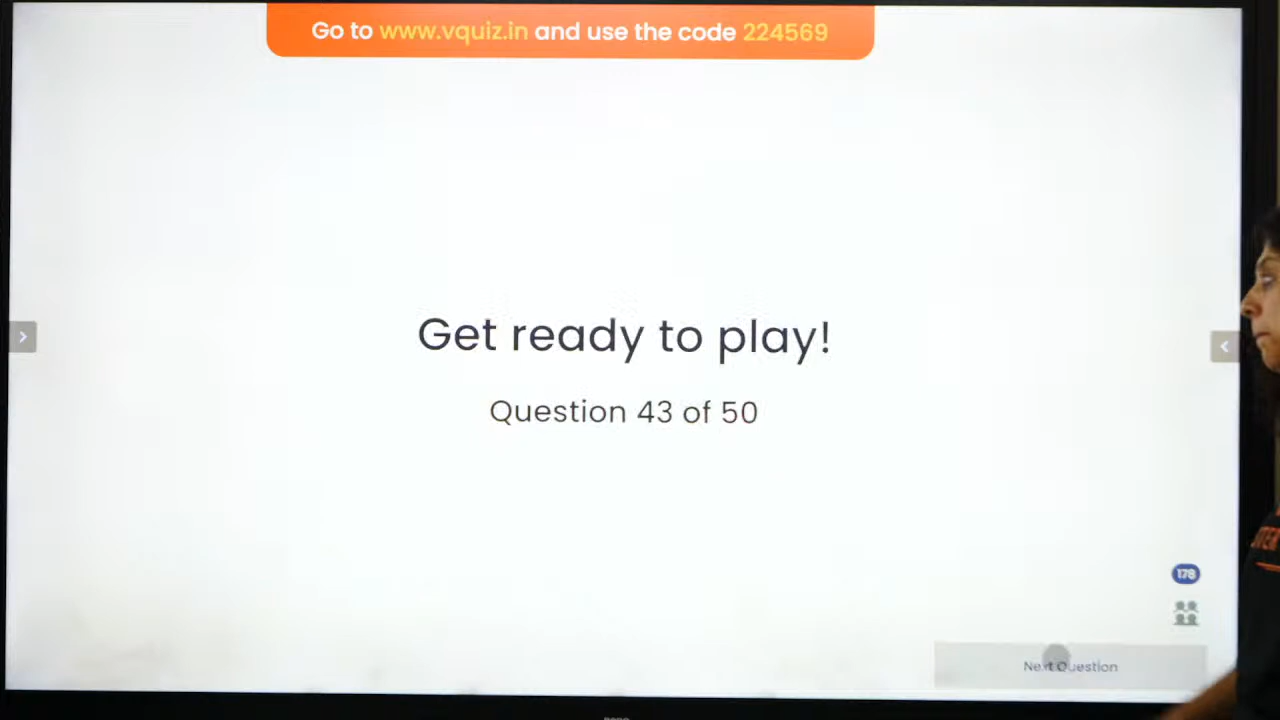 Go to www.vquiz.in and use the code 224569
Get ready to play!
Question 43 of 50
178
Next Question